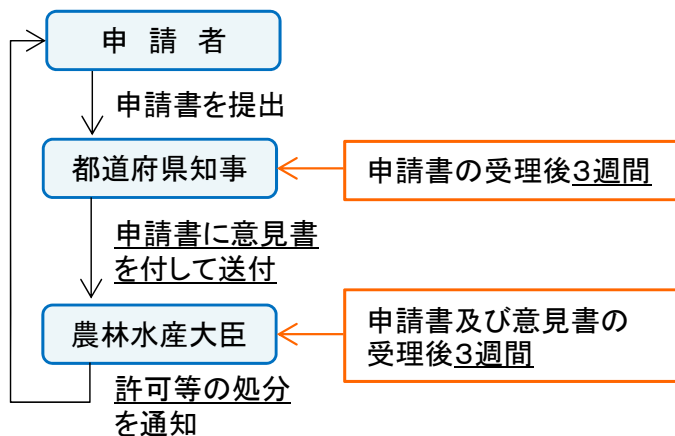 申 請 者
申請書を提出
都道府県知事
申請書の受理後３週間
申請書に意見書
を付して送付
農林水産大臣
申請書及び意見書の
受理後３週間
許可等の処分
を通知